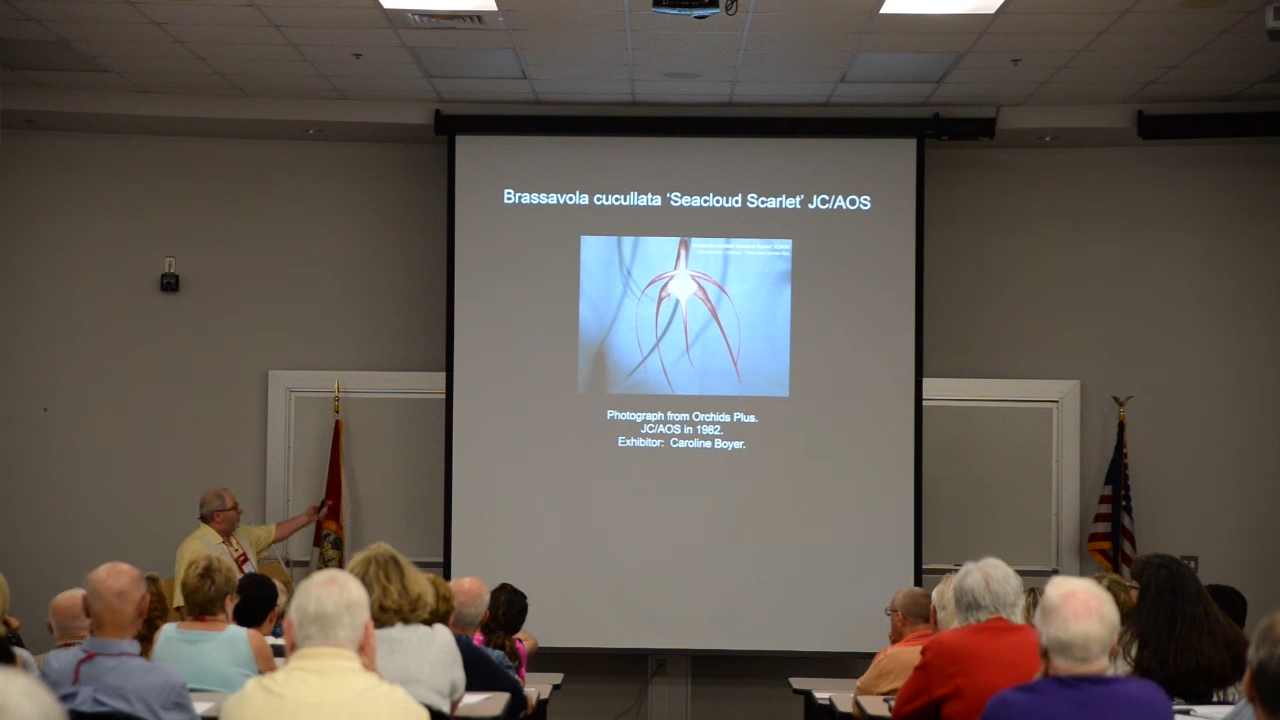 Brassavola cucullata ‘Seacloud Scarlet’ JC/AOS
Photograph from Orchids Plus.
JC/AOS in 1982.
Exhibitor: Caroline Boyer.